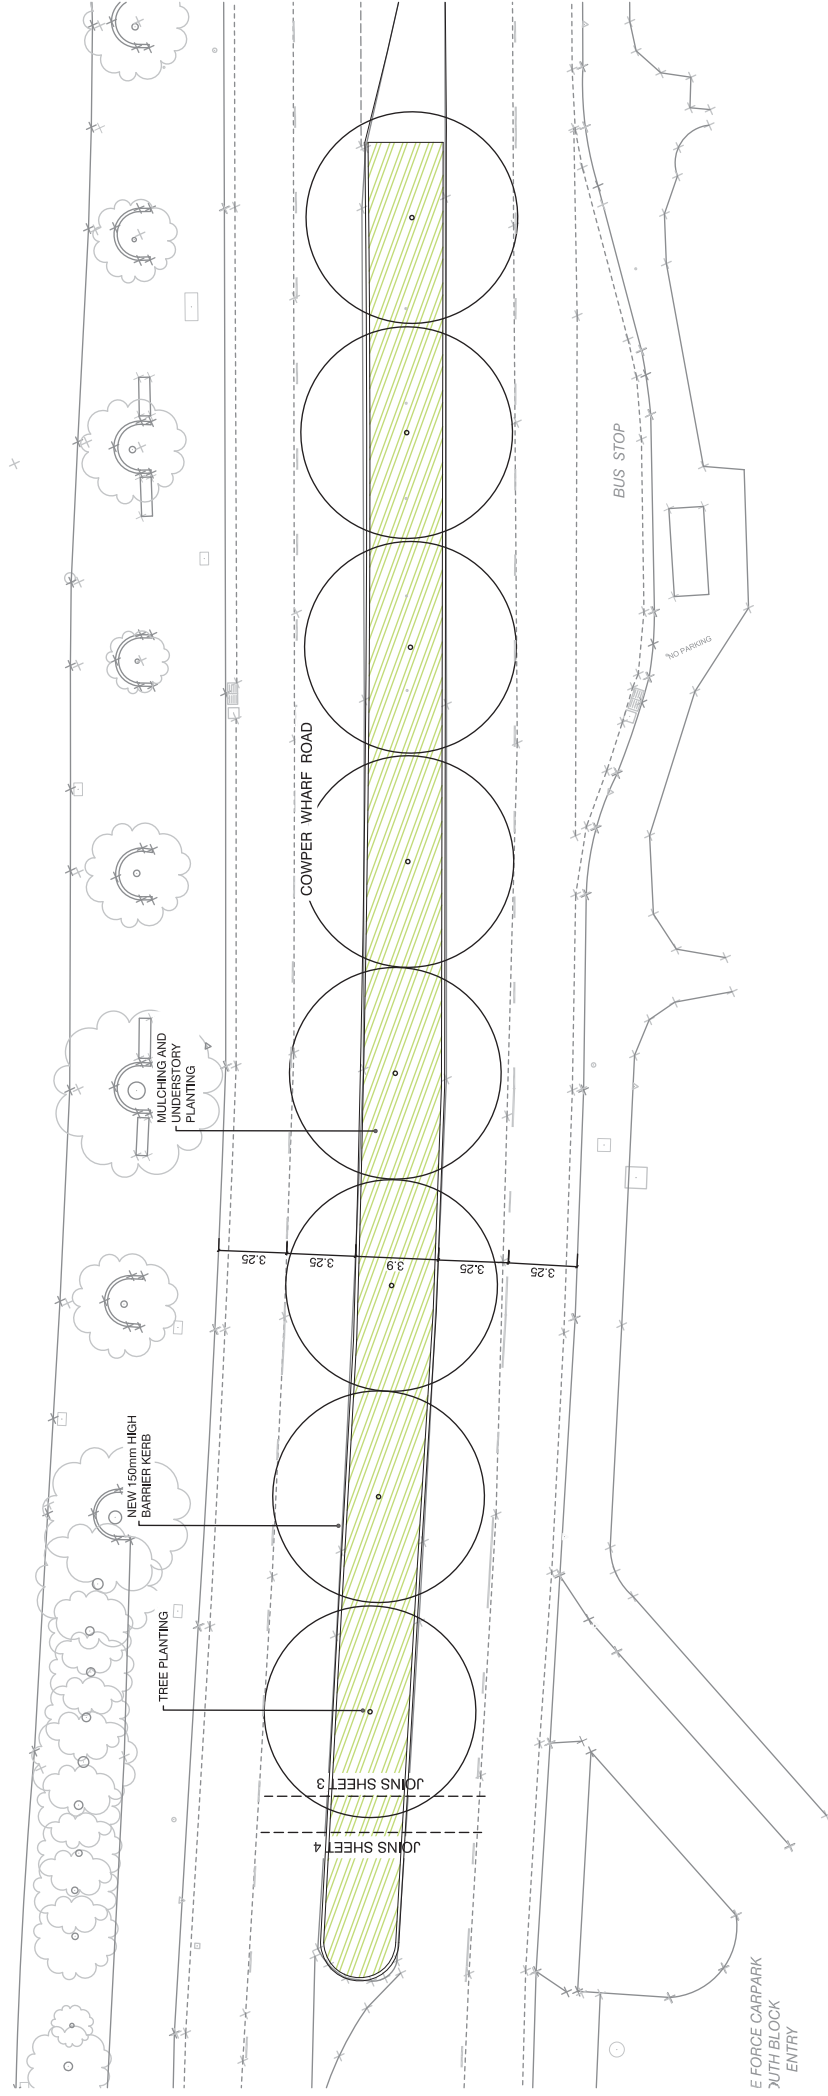 BUS STOP
"NO PARKING
COWPER WHARF ROAD
MULCHING AND
UNDERSTORY
PLANTING
3.25
3.25
3.9
3.25
3.25
NEW 150mm HIGH
BARRIER KERB
TREE PLANTING
JOINS SHEET 3
JOINS SHEET 4
E FORCE CARPARK
UTH BLOCK
ENTRY